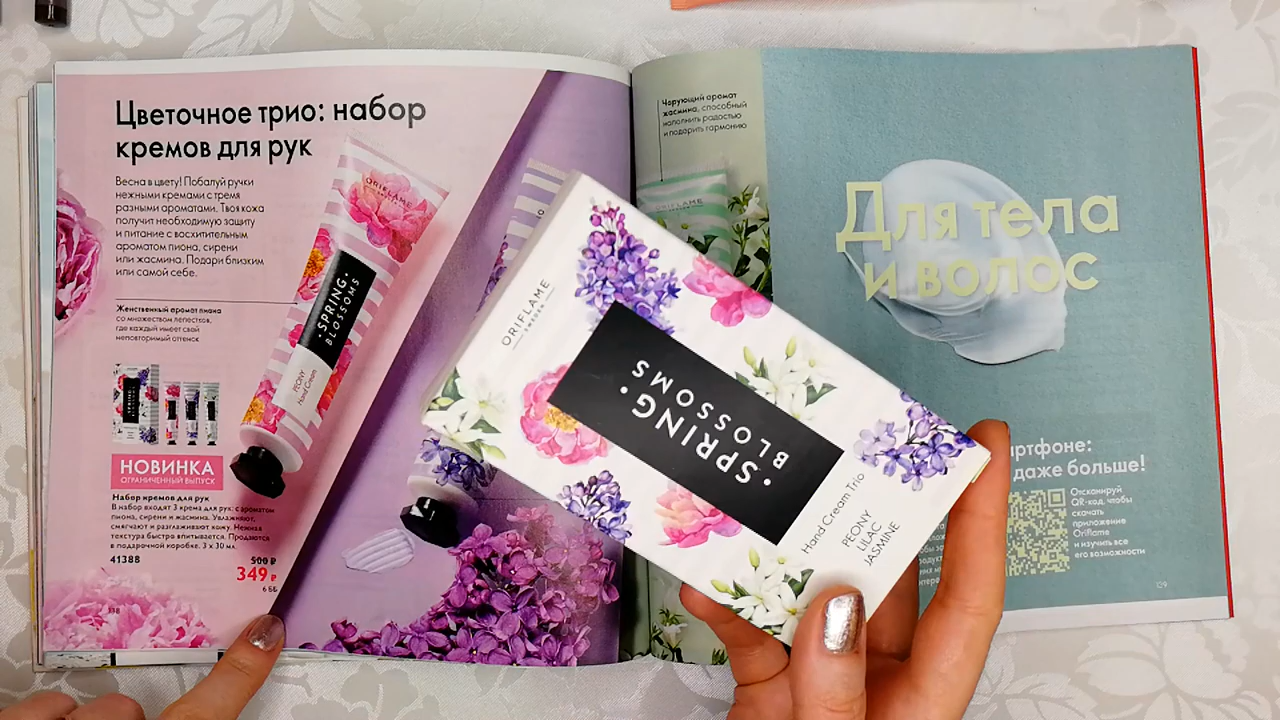 Цветочное трио: набор
кремов для рук
Весна в цвету! Побалуй ручки
нежными кремами с тремя
разными ароматами. Твоя кожа
получит необходимую защиту
и питание с восхитительным
ароматом пиона, сирени
или жасмина. Подари близким
или самой себе.
Женственный аромат пиона
со множеством лепестков,
где каждый имеет свой
неповторимый оттенок
НОВИНКА
ОГРАНИЧЕННЫЙ ВЫПУСК
Набор кремов для рук
В набор входят 3 крема для рук: с ароматом
пиона, сирени и жасмина. Увлажняют,
смягчают и разглаживают кожу. Нежная
текстура быстро впитывается. Продаются
в подарочной коробке. 3 x 30 мл.
41388
500 ₽
349 ₽
6 ББ
ORIFLAME
·SPRING·
BLOSSOMS
PEONY
Hand Cream
Чарующий аромат
жасмина, способный
наполнить радостью
и подарить гармонию
ORIFLAME
ORIFLAME
SWEDEN
·SPRING·
BLOSSOMS
Hand Cream Trio
PEONY
LILAC
JASMINE
Для тела
и волос
артфоне:
даже больше!
Отсканируй
QR-код, чтобы
скачать
приложение
Oriflame
и изучить все
его возможности
129